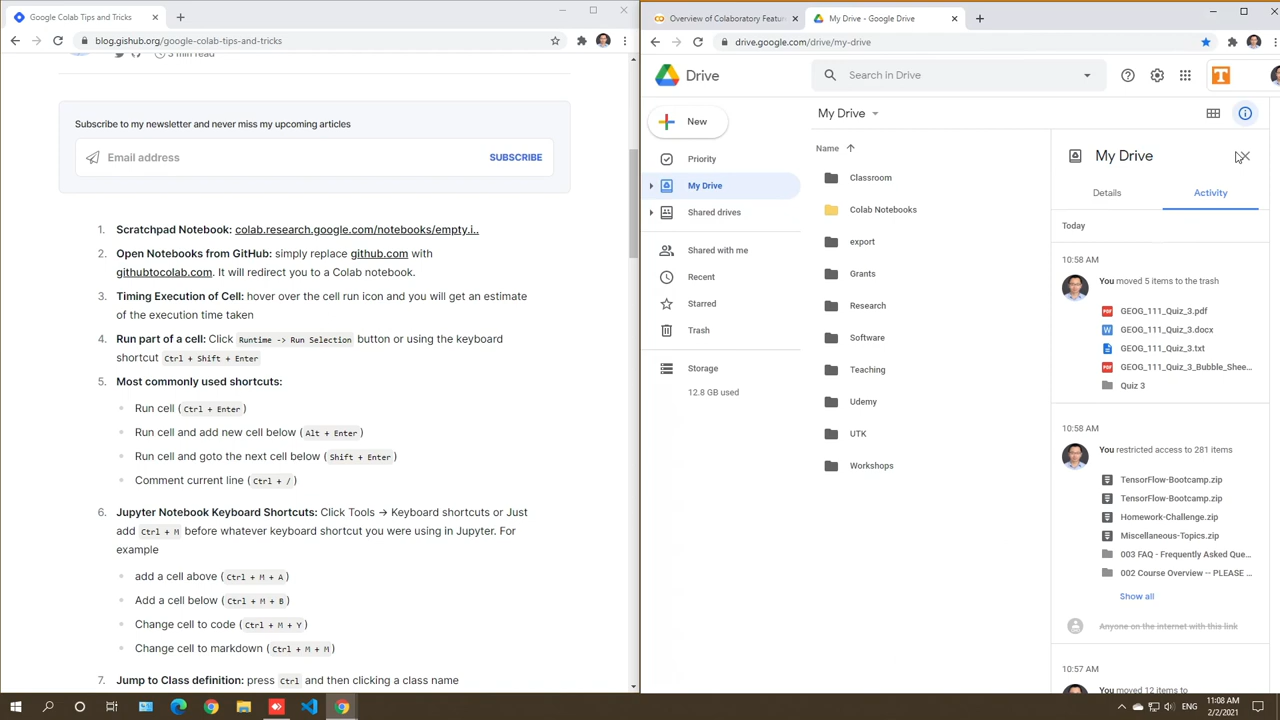 Google Colab Tips and Tricks
blog.gishub.org/google-colab-tips-and-tricks
3 min read
Subscribe to my newsletter and never miss my upcoming articles
Email address
SUBSCRIBE
1. Scratchpad Notebook: colab.research.google.com/notebooks/empty.i..
2. Open Notebooks from GitHub: simply replace github.com with
githubtocolab.com. It will redirect you to a Colab notebook.
3. Timing Execution of Cell: hover over the cell run icon and you will get an estimate
of the execution time taken
4. Run part of a cell: Click Runtime -> Run Selection button or using the keyboard
shortcut Ctrl + Shift + Enter
5. Most commonly used shortcuts:
Run cell (Ctrl + Enter)
Run cell and add new cell below (Alt + Enter)
Run cell and goto the next cell below (Shift + Enter)
Comment current line (Ctrl + /)
6. Jupyter Notebook Keyboard Shortcuts: Click Tools → Keyboard shortcuts or Just
add Ctrl + M before whatever keyboard shortcut you were using in Jupyter. For
example
add a cell above (Ctrl + M + A)
Add a cell below (Ctrl + M + B)
Change cell to code (Ctrl + M + Y)
Change cell to markdown (Ctrl + M + M)
7. Jump to Class definition: press Ctrl and then clicking a class name
Overview of Colaboratory Featu
My Drive - Google Drive
drive.google.com/drive/my-drive
Drive
Search in Drive
T
New
Priority
My Drive
Shared drives
Shared with me
Recent
Starred
Trash
Storage
12.8 GB used
My Drive
Name
Classroom
Colab Notebooks
export
Grants
Research
Software
Teaching
Udemy
UTK
Workshops
My Drive
Details
Activity
Today
10:58 AM
You moved 5 items to the trash
GEOG_111_Quiz_3.pdf
GEOG_111_Quiz_3.docx
GEOG_111_Quiz_3.txt
GEOG_111_Quiz_3_Bubble_Shee...
Quiz 3
10:58 AM
You restricted access to 281 items
TensorFlow-Bootcamp.zip
TensorFlow-Bootcamp.zip
Homework-Challenge.zip
Miscellaneous-Topics.zip
003 FAQ - Frequently Asked Que...
002 Course Overview -- PLEASE ...
Show all
Anyone on the internet with this link
10:57 AM
You moved 12 items to
ENG
11:08 AM
2/2/2021